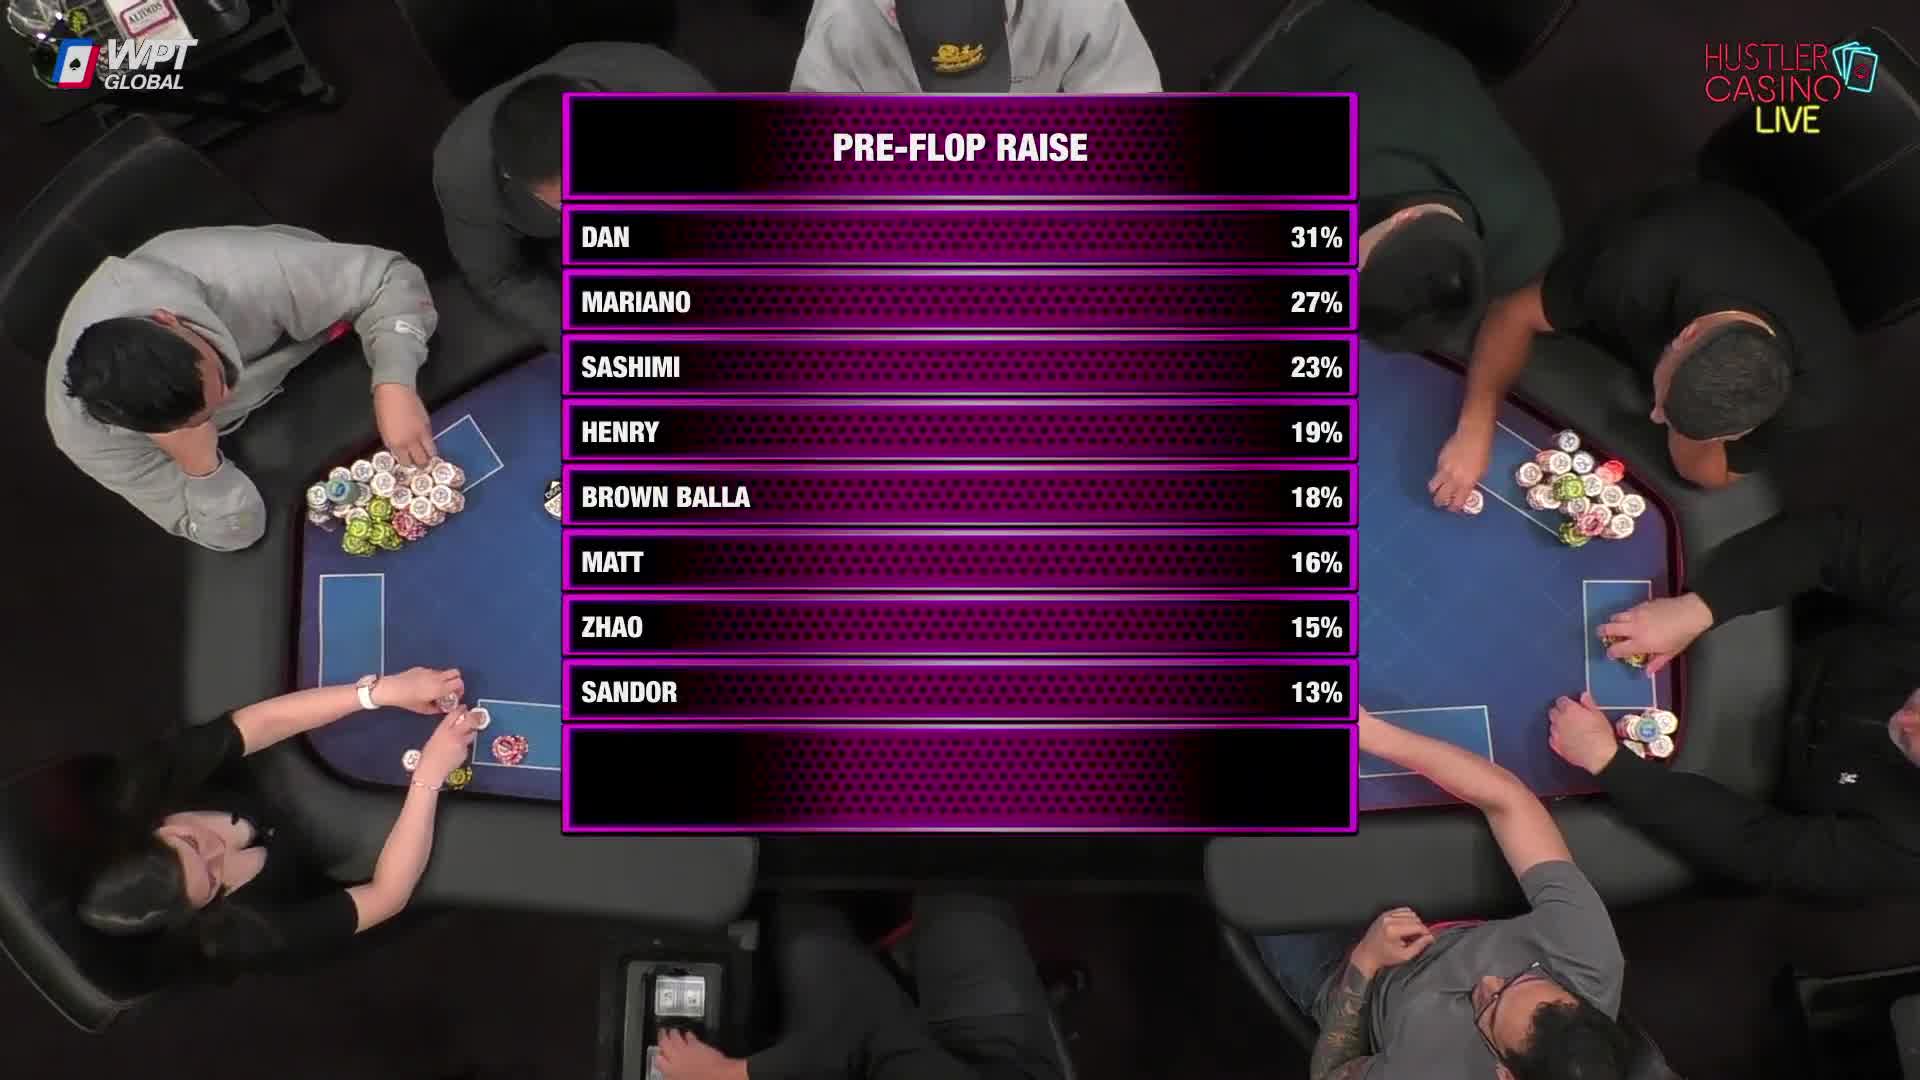 WPT
GLOBAL
HUSTLER
CASINO
LIVE
PRE-FLOP RAISE
DAN 31%
MARIANO 27%
SASHIMI 23%
HENRY 19%
BROWN BALLA 18%
MATT 16%
ZHAO 15%
SANDOR 13%